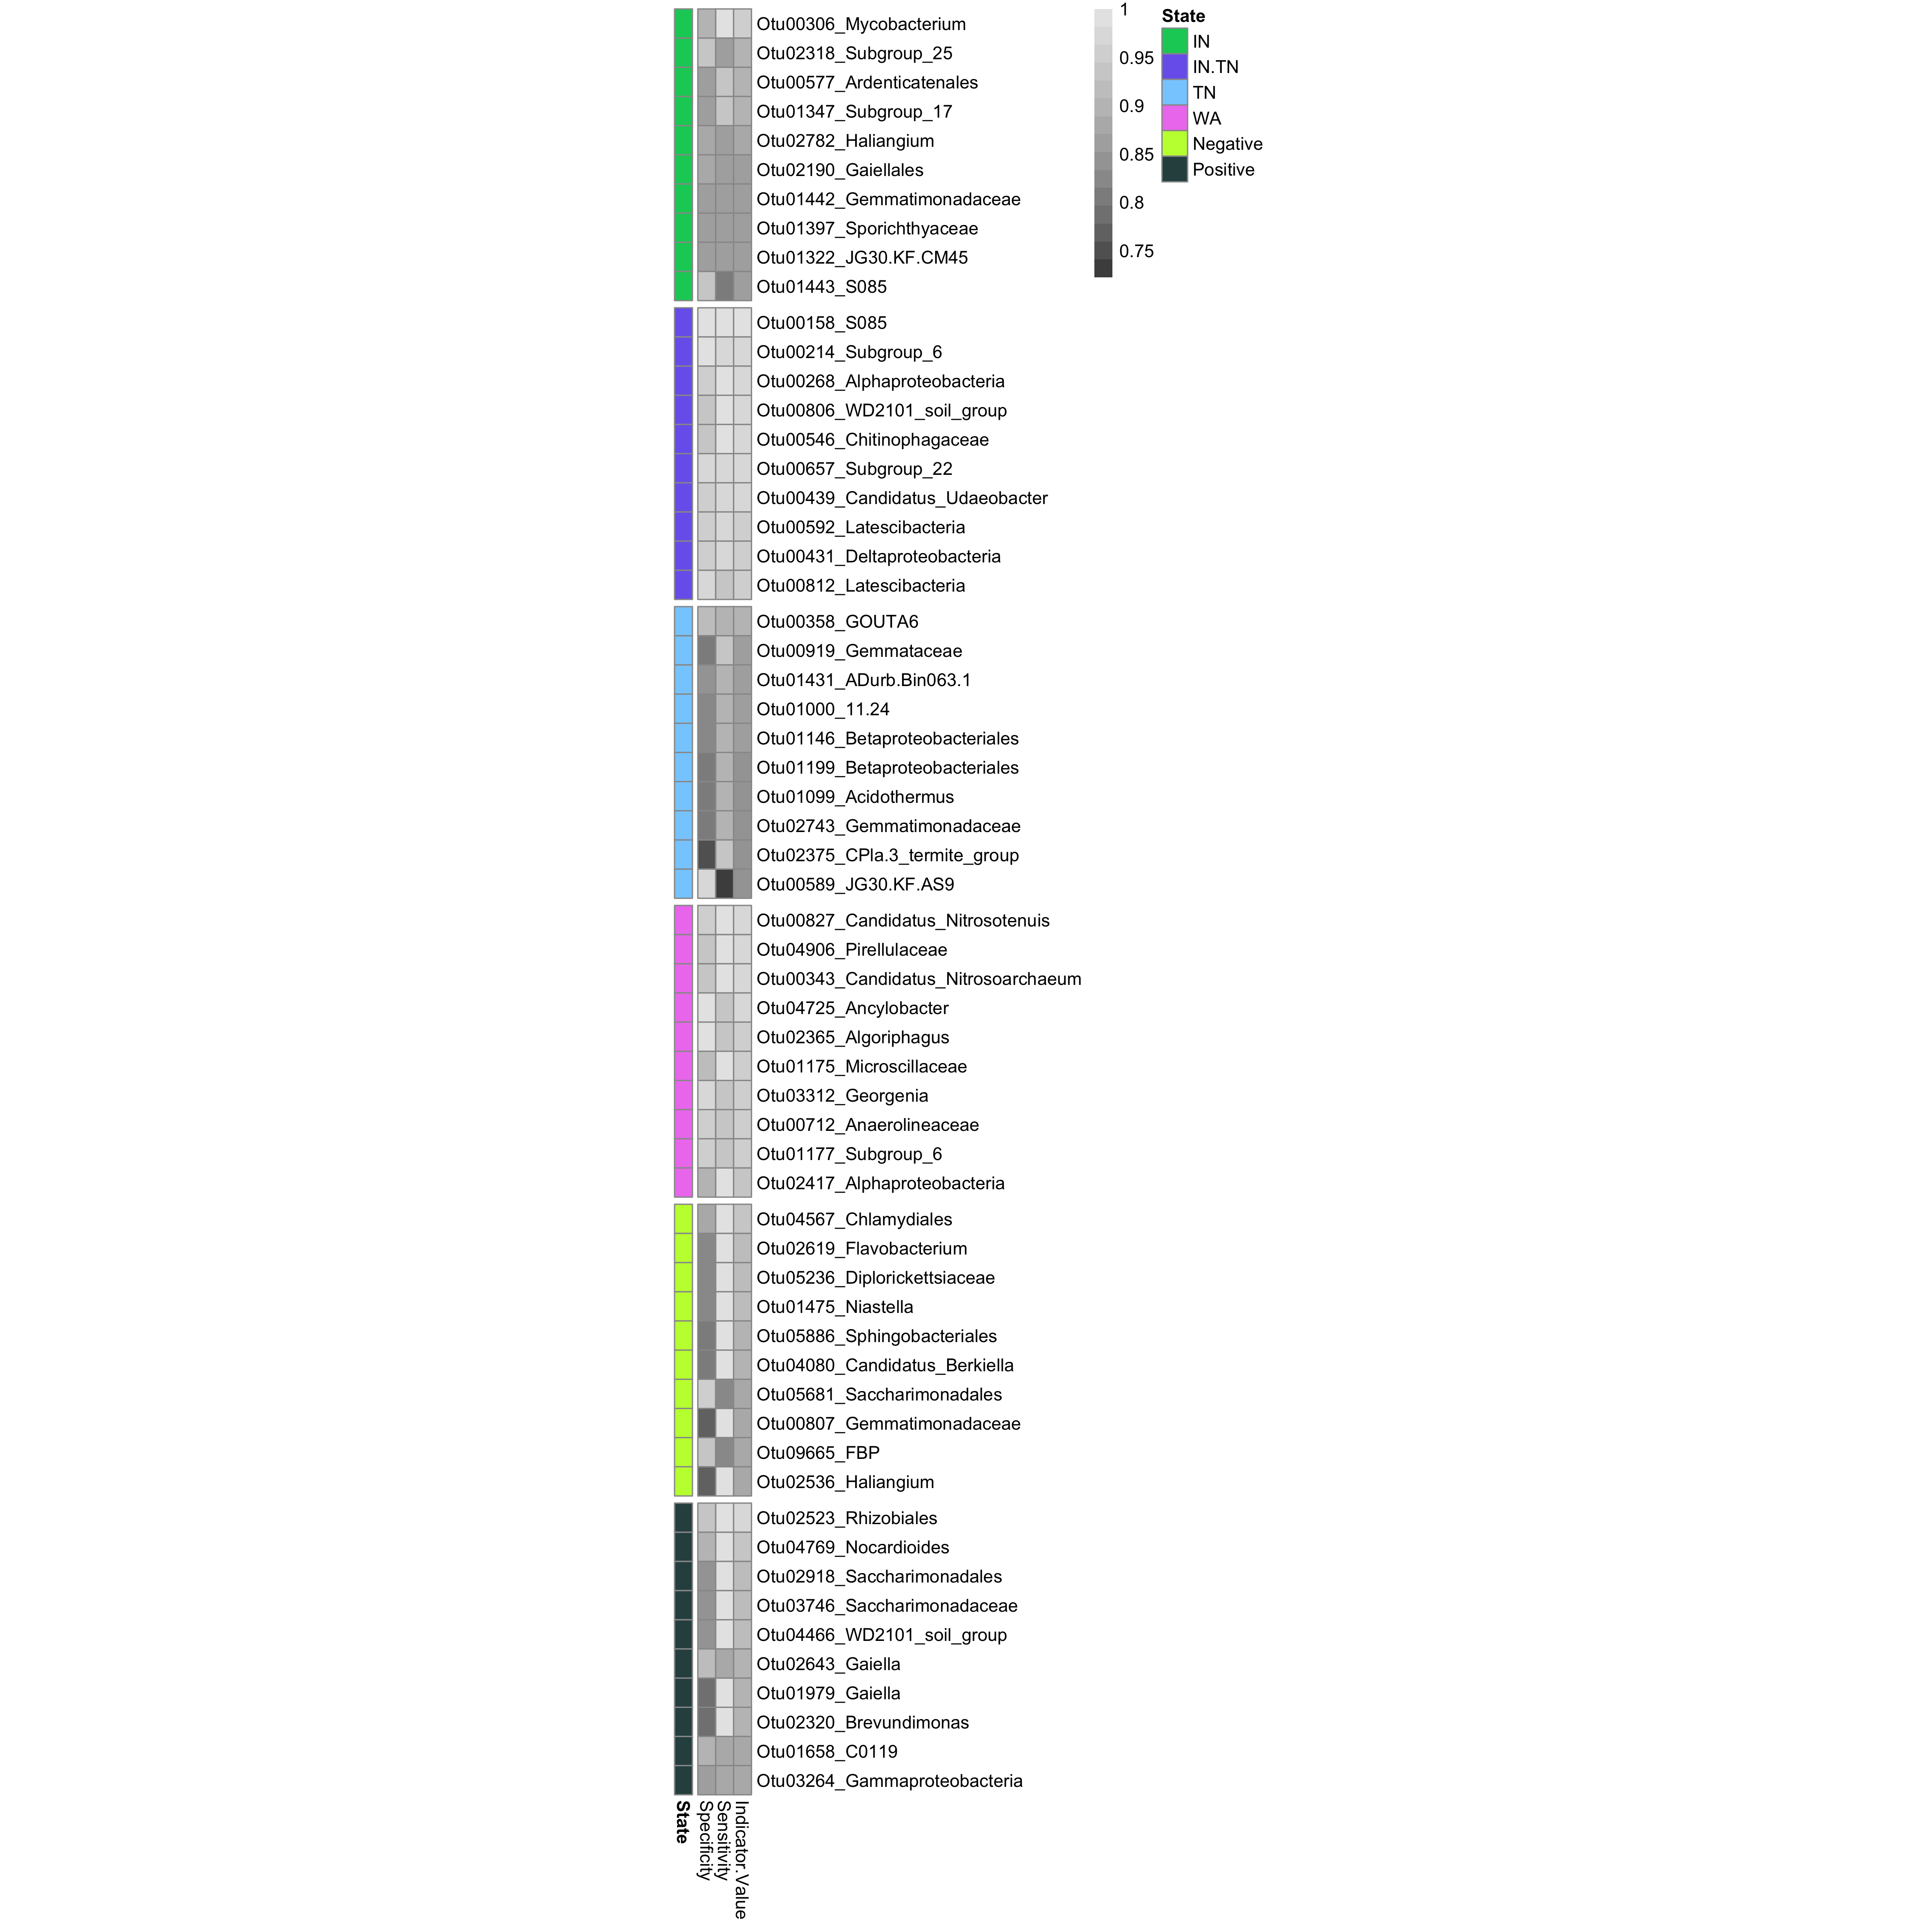 Otu00306_Mycobacterium
Otu02318_Subgroup_25
Otu00577_Ardenticatenales
Otu01347_Subgroup_17
Otu02782_Haliangium
Otu02190_Gaiellales
Otu01442_Gemmatimonadaceae
Otu01397_Sporichthyaceae
Otu01322_JG30.KF.CM45
Otu01443_S085
Otu00158_S085
Otu00214_Subgroup_6
Otu00268_Alphaproteobacteria
Otu00806_WD2101_soil_group
Otu00546_Chitinophagaceae
Otu00657_Subgroup_22
Otu00439_Candidatus_Udaeobacter
Otu00592_Latescibacteria
Otu00431_Deltaproteobacteria
Otu00812_Latescibacteria
Otu00358_GOUTA6
Otu00919_Gemmataceae
Otu01431_ADurb.Bin063.1
Otu01000_11.24
Otu01146_Betaproteobacteriales
Otu01199_Betaproteobacteriales
Otu01099_Acidothermus
Otu02743_Gemmatimonadaceae
Otu02375_CPla.3_termite_group
Otu00589_JG30.KF.AS9
Otu00827_Candidatus_Nitrosotenuis
Otu04906_Pirellulaceae
Otu00343_Candidatus_Nitrosoarchaeum
Otu04725_Ancylobacter
Otu02365_Algoriphagus
Otu01175_Microscillaceae
Otu03312_Georgenia
Otu00712_Anaerolineaceae
Otu01177_Subgroup_6
Otu02417_Alphaproteobacteria
Otu04567_Chlamydiales
Otu02619_Flavobacterium
Otu05236_Diplorickettsiaceae
Otu01475_Niastella
Otu05886_Sphingobacteriales
Otu04080_Candidatus_Berkiella
Otu05681_Saccharimonadales
Otu00807_Gemmatimonadaceae
Otu09665_FBP
Otu02536_Haliangium
Otu02523_Rhizobiales
Otu04769_Nocardioides
Otu02918_Saccharimonadales
Otu03746_Saccharimonadaceae
Otu04466_WD2101_soil_group
Otu02643_Gaiella
Otu01979_Gaiella
Otu02320_Brevundimonas
Otu01658_C0119
Otu03264_Gammaproteobacteria
State
Specificity
Sensitivity
Indicator.Value
1
0.95
0.9
0.85
0.8
0.75
State
IN
IN.TN
TN
WA
Negative
Positive